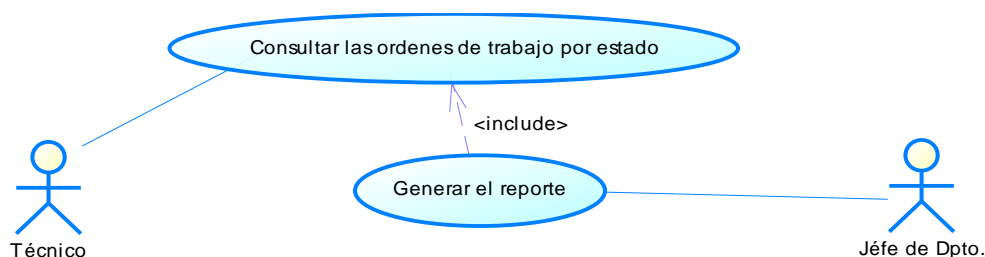 Consultar las ordenes de trabajo por estado
<include>
Generar el reporte
Técnico
Jéfe de Dpto.